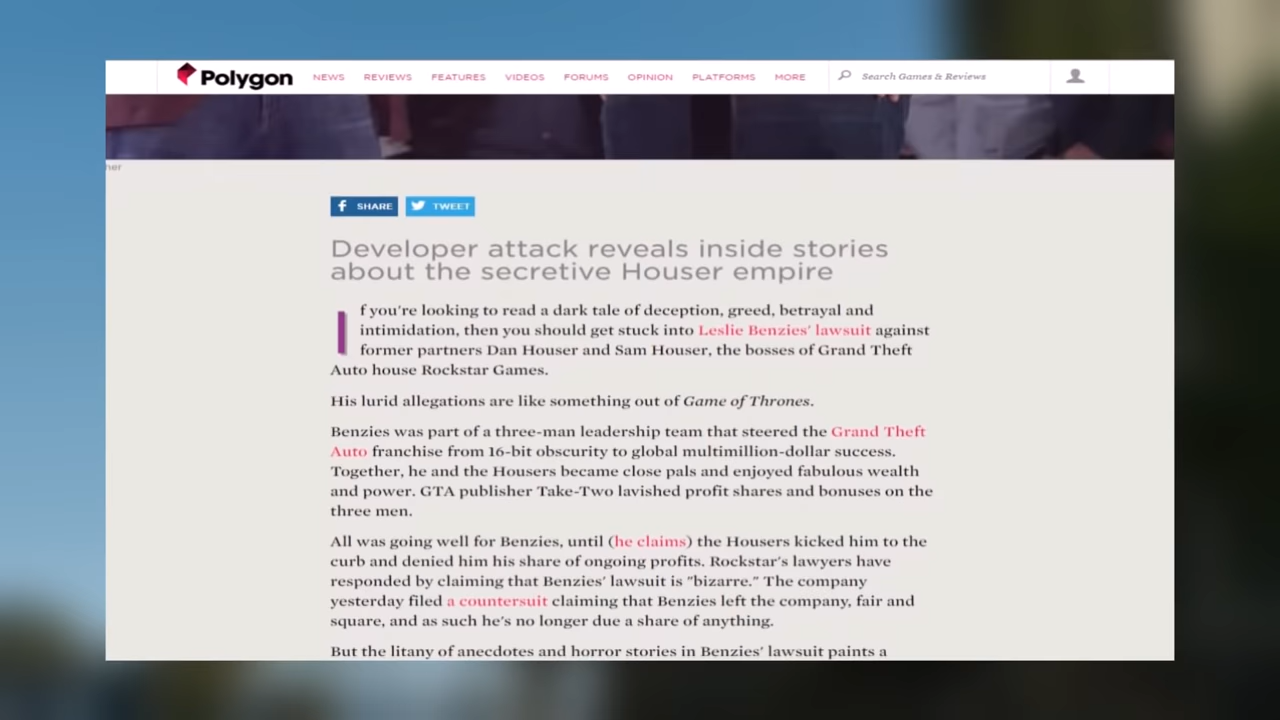 Polygon NEWS REVIEWS FEATURES VIDEOS FORUMS OPINION PLATFORMS MORE Search Games & Reviews
her
SHARE TWEET
Developer attack reveals inside stories
about the secretive Houser empire
If you're looking to read a dark tale of deception, greed, betrayal and
intimidation, then you should get stuck into Leslie Benzies' lawsuit against
former partners Dan Houser and Sam Houser, the bosses of Grand Theft
Auto house Rockstar Games.
His lurid allegations are like something out of Game of Thrones.
Benzies was part of a three-man leadership team that steered the Grand Theft
Auto franchise from 16-bit obscurity to global multimillion-dollar success.
Together, he and the Housers became close pals and enjoyed fabulous wealth
and power. GTA publisher Take-Two lavished profit shares and bonuses on the
three men.
All was going well for Benzies, until (he claims) the Housers kicked him to the
curb and denied him his share of ongoing profits. Rockstar's lawyers have
responded by claiming that Benzies' lawsuit is "bizarre." The company
yesterday filed a countersuit claiming that Benzies left the company, fair and
square, and as such he's no longer due a share of anything.
But the litany of anecdotes and horror stories in Benzies' lawsuit paints a